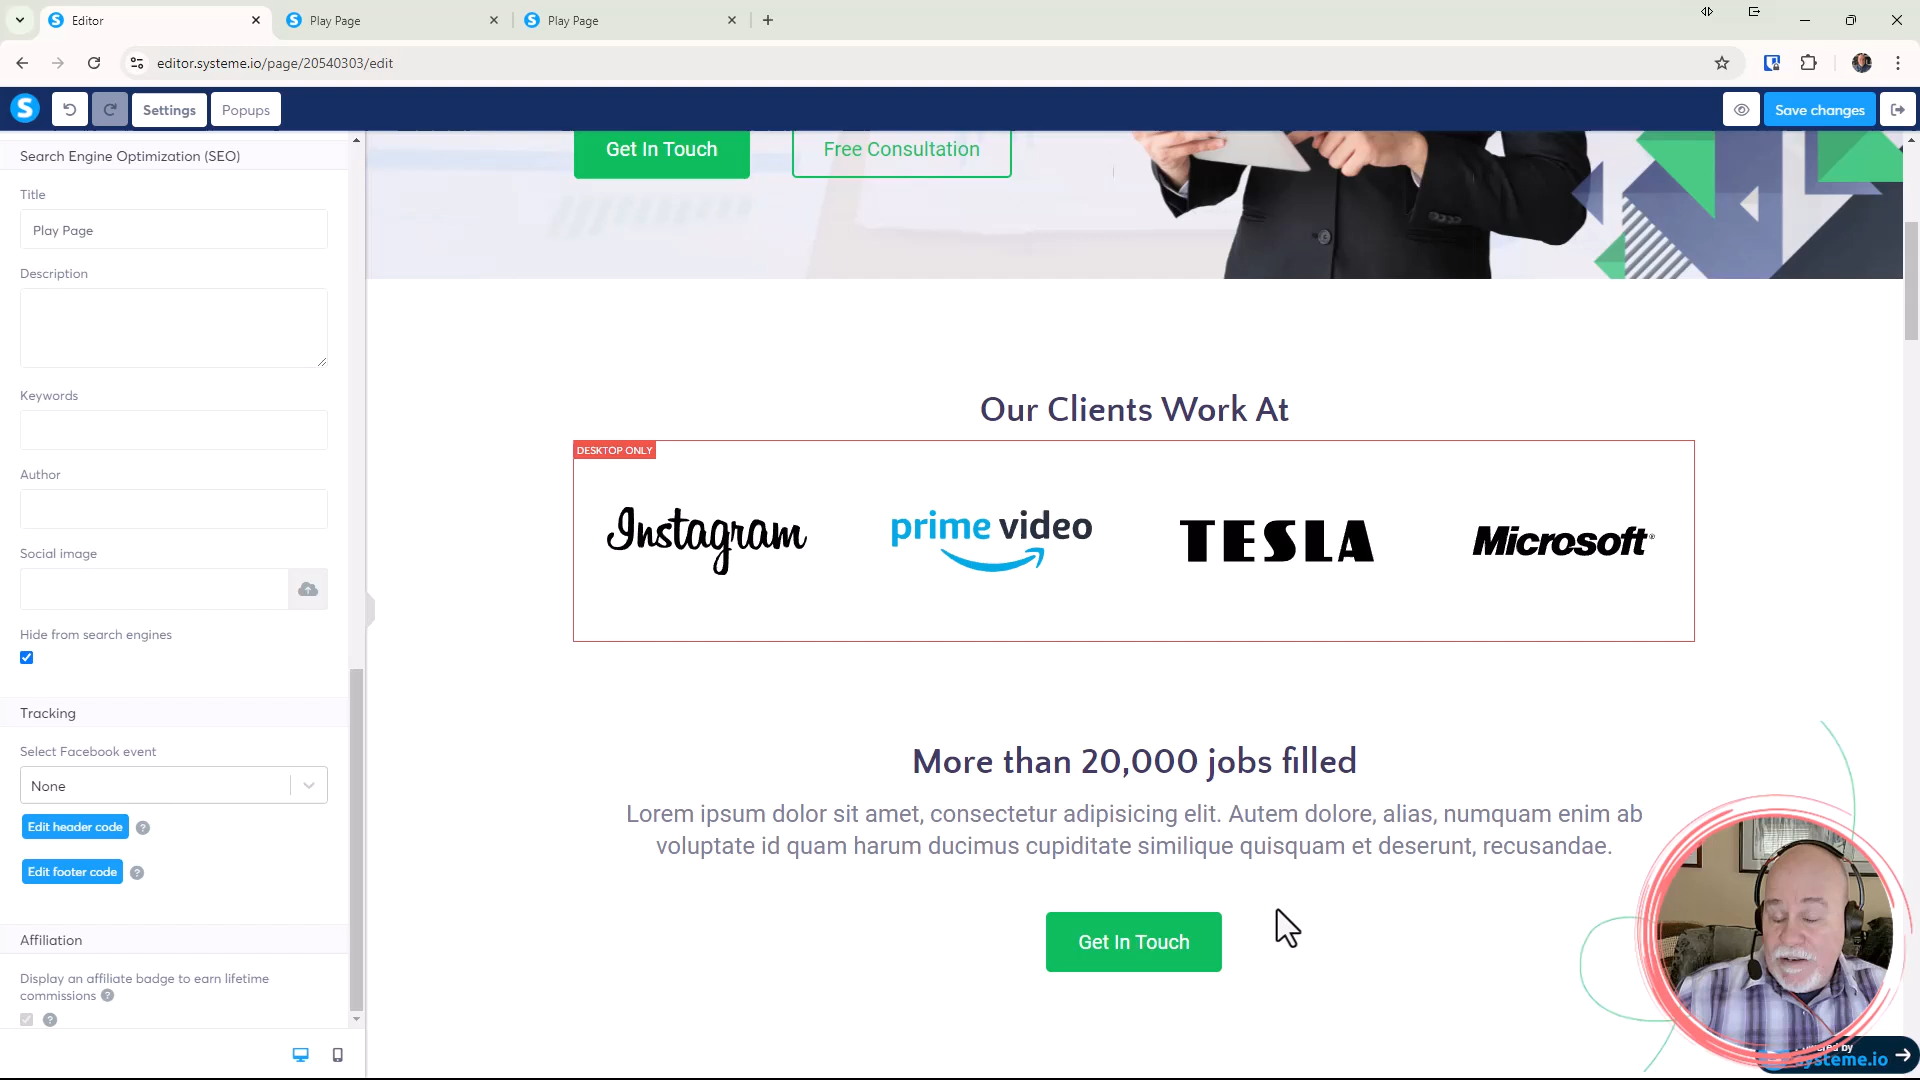 Editor
Play Page
Play Page
editor.systeme.io/page/20540303/edit
S
Settings
Popups
Save changes
Search Engine Optimization (SEO)
Title
Play Page
Description
Keywords
Author
Social image
Hide from search engines
Tracking
Select Facebook event
None
Edit header code
Edit footer code
Affiliation
Display an affiliate badge to earn lifetime
commissions
Get In Touch
Free Consultation
Our Clients Work At
DESKTOP ONLY
Instagram
prime video
TESLA
Microsoft
More than 20,000 jobs filled
Lorem ipsum dolor sit amet, consectetur adipisicing elit. Autem dolore, alias, numquam enim ab
voluptate id quam harum ducimus cupiditate similique quisquam et deserunt, recusandae.
Get In Touch
systeme.io